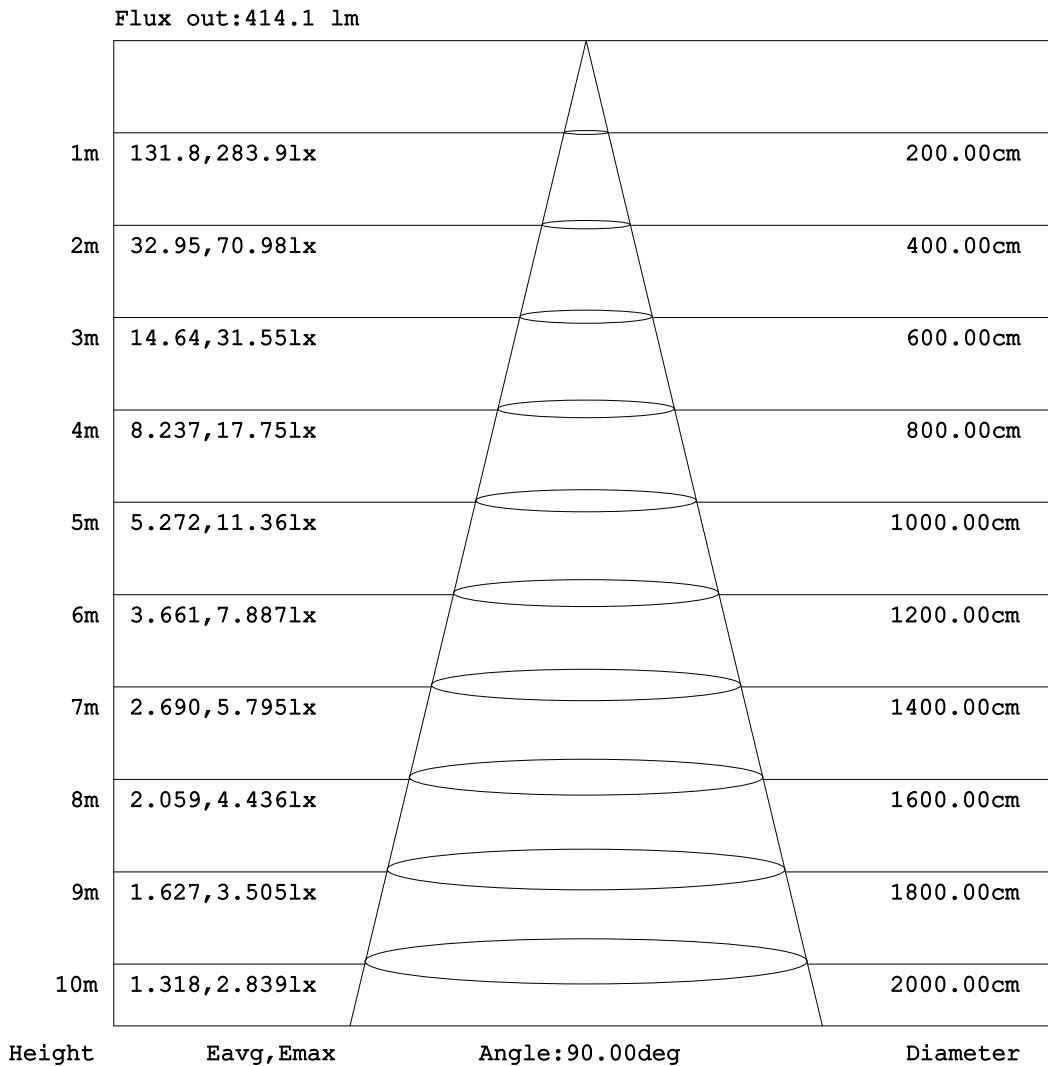 Flux out:414.1 lm
1m 131.8,283.9lx 200.00cm
2m 32.95,70.98lx 400.00cm
3m 14.64,31.55lx 600.00cm
4m 8.237,17.75lx 800.00cm
5m 5.272,11.36lx 1000.00cm
6m 3.661,7.887lx 1200.00cm
7m 2.690,5.795lx 1400.00cm
8m 2.059,4.436lx 1600.00cm
9m 1.627,3.505lx 1800.00cm
10m 1.318,2.839lx 2000.00cm
Height Eavg,Emax Angle:90.00deg Diameter